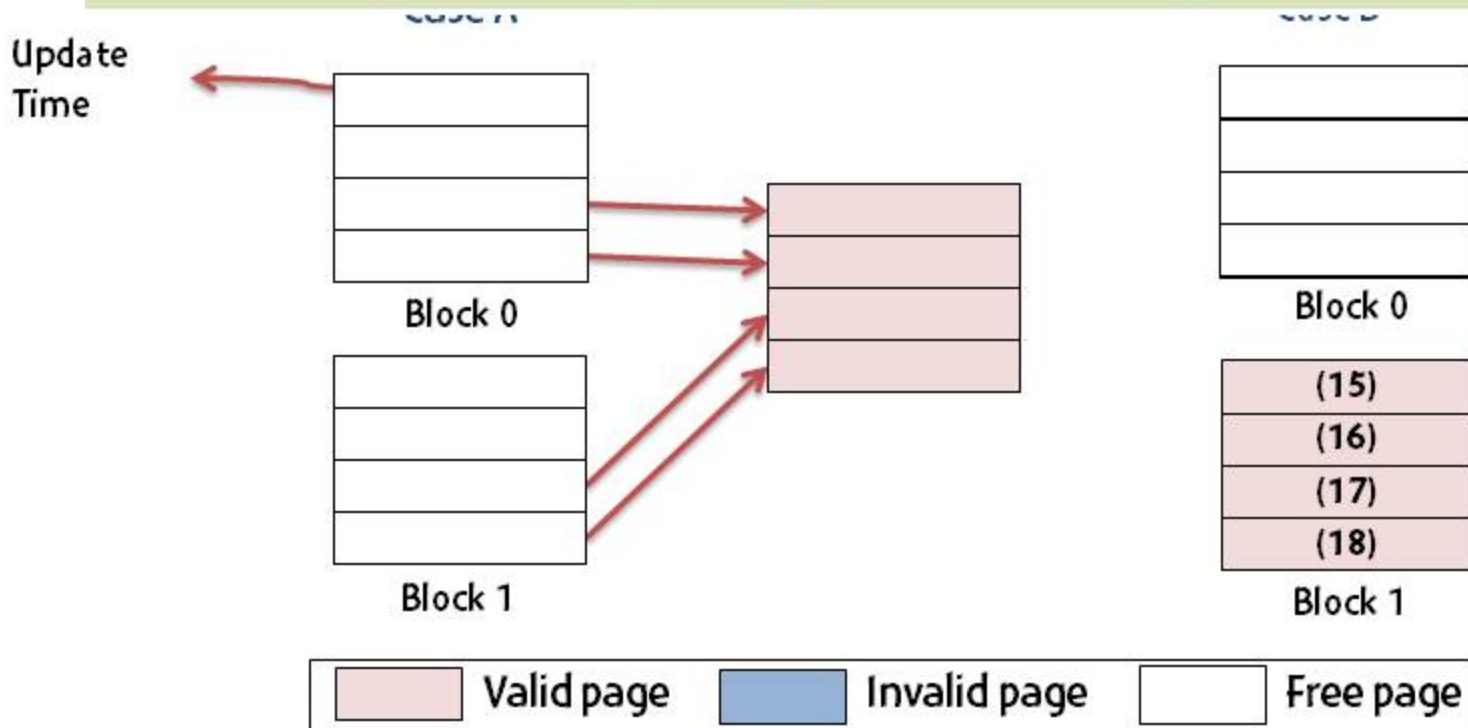 Update
Time
Block 0
Block 1
Block 0
(15)
(16)
(17)
(18)
Block 1
Valid page
Invalid page
Free page